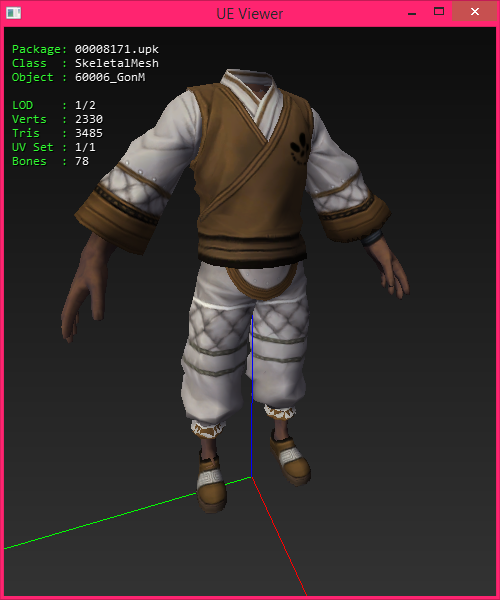 UE Viewer
Package: 00008171.upk
Class  : SkeletalMesh
Object : 60006_GonM
LOD    : 1/2
Verts  : 2330
Tris   : 3485
UV Set : 1/1
Bones  : 78